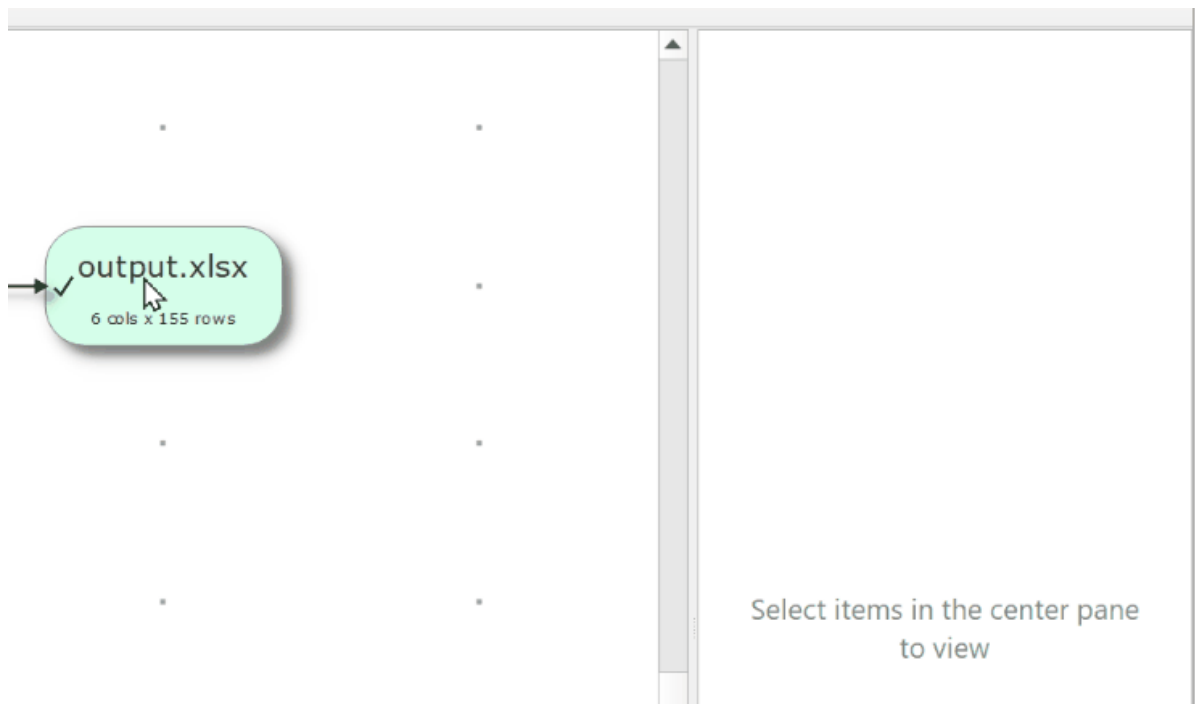 output.xlsx
6 cols x 155 rows
Select items in the center pane
to view